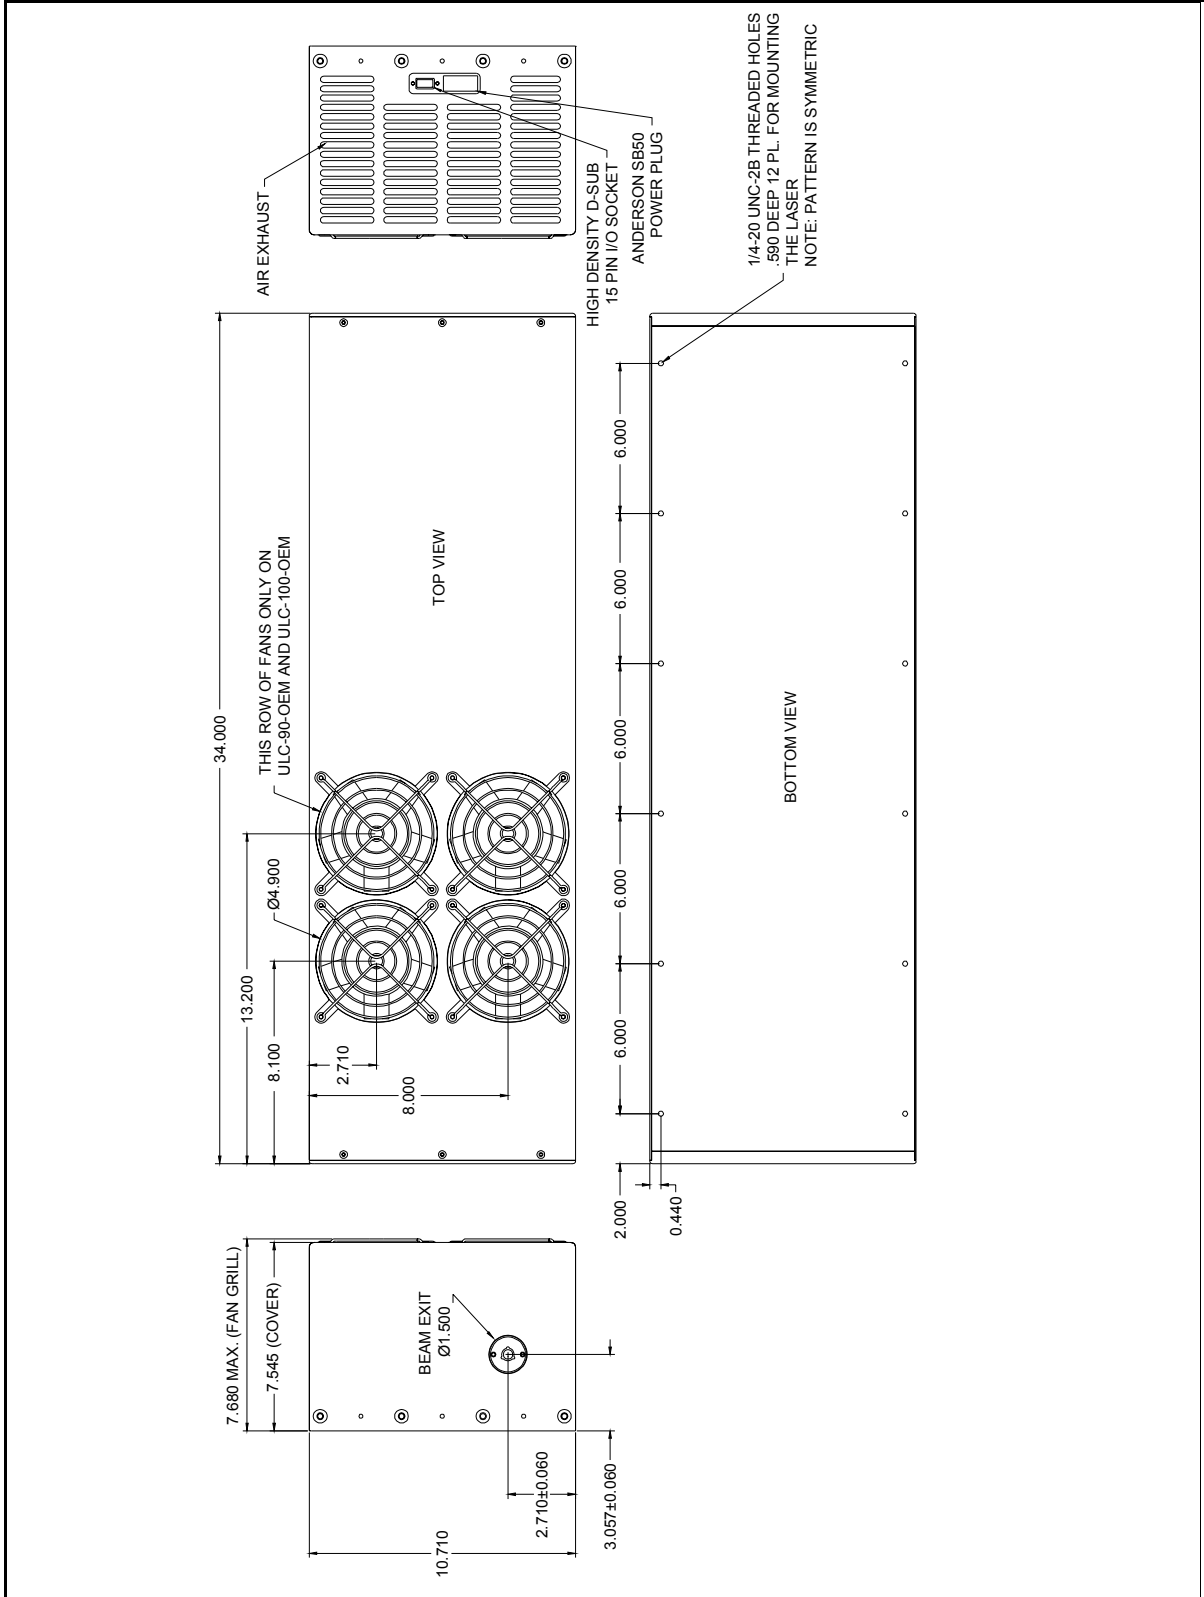 7.680 MAX. (FAN GRILL)
7.545 (COVER)
BEAM EXIT
Ø1.500
10.710
2.710±0.060
3.057±0.060
34.000
13.200
8.100
Ø4.900
THIS ROW OF FANS ONLY ON
ULC-90-OEM AND ULC-100-OEM
2.710
8.000
TOP VIEW
AIR EXHAUST
HIGH DENSITY D-SUB
15 PIN I/O SOCKET
ANDERSON SB50
POWER PLUG
2.000
6.000
6.000
6.000
6.000
6.000
0.440
BOTTOM VIEW
1/4-20 UNC-2B THREADED HOLES
.590 DEEP 12 PL. FOR MOUNTING
THE LASER
NOTE: PATTERN IS SYMMETRIC